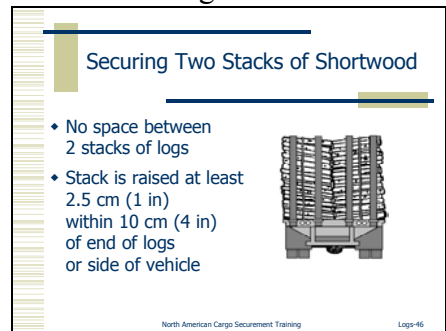 Securing Two Stacks of Shortwood
No space between
2 stacks of logs
Stack is raised at least
2.5 cm (1 in)
within 10 cm (4 in)
of end of logs
or side of vehicle
North American Cargo Securement Training
Logs-46